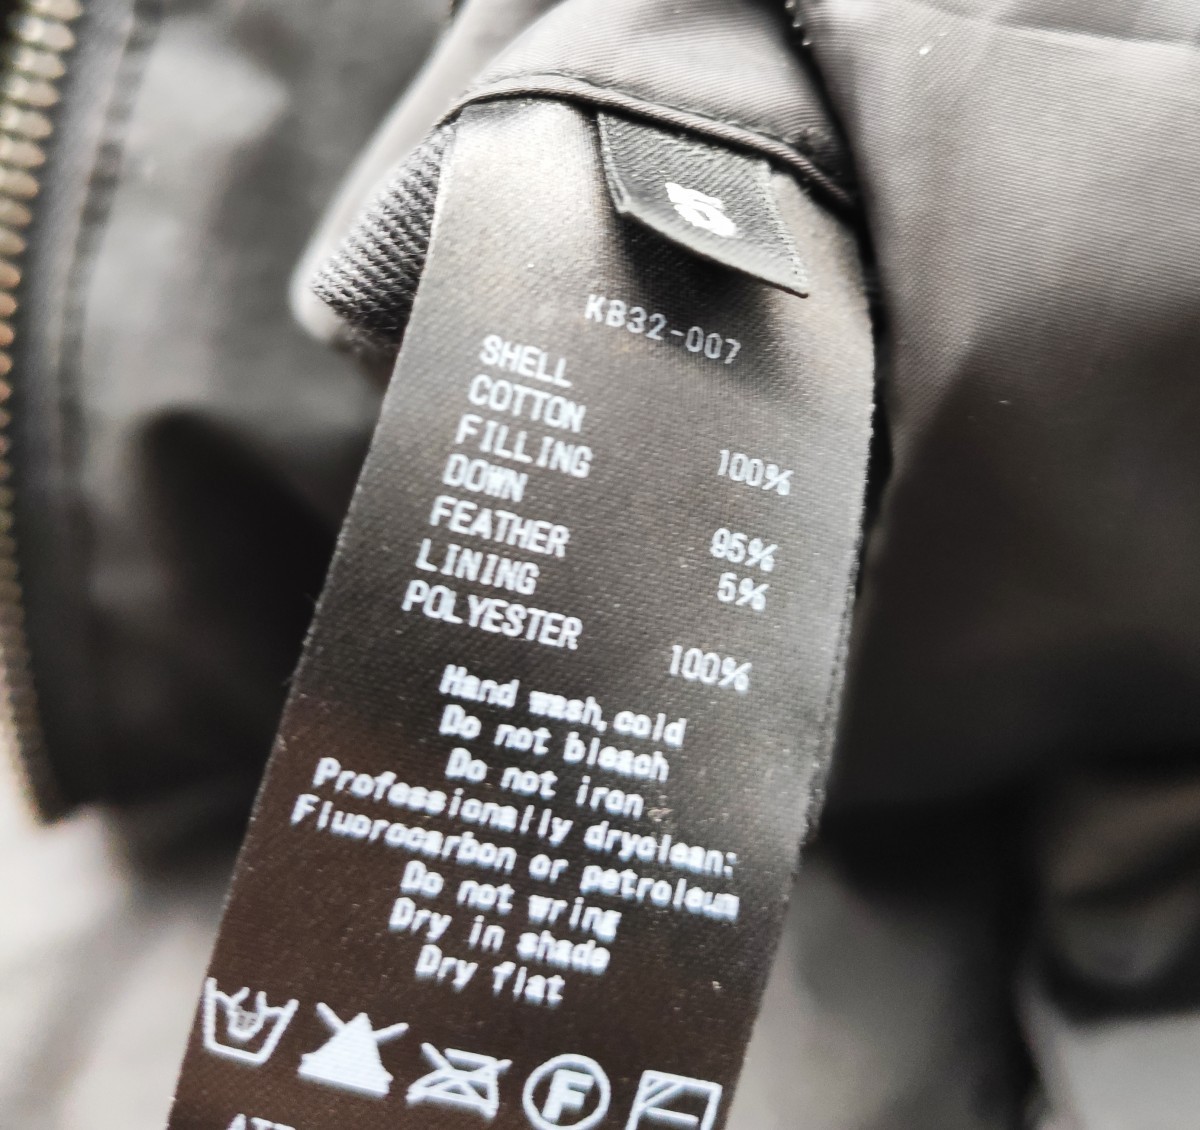 5
KB32-007
SHELL
COTTON 100%
FILLING
DOWN 95%
FEATHER 5%
LINING
POLYESTER 100%
Hand wash,cold
Do not bleach
Do not iron
Professionally dryclean:
Fluorocarbon or petroleum
Do not wring
Dry in shade
Dry flat
F